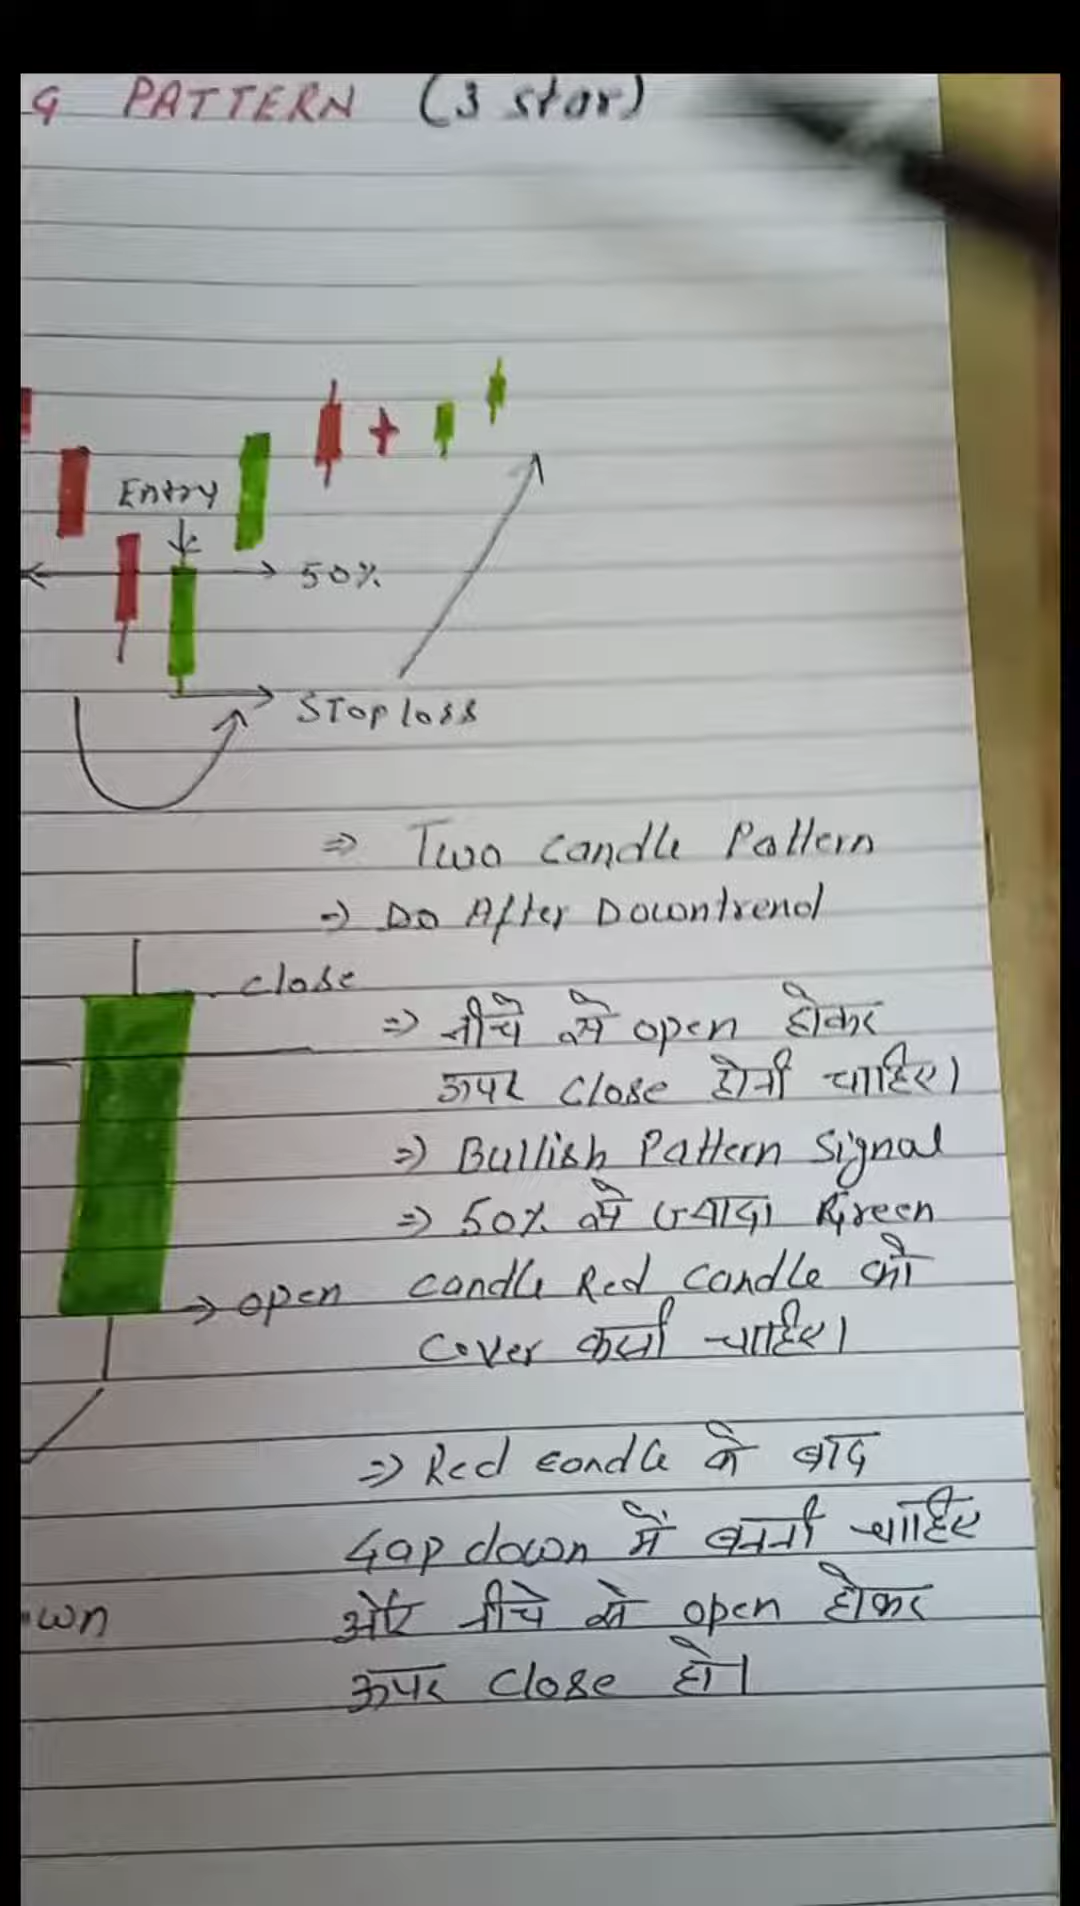 G PATTERN (3 star)
Entry
50%
Stop loss
⇒ Two Candle Pattern
⇒ Do After Downtrend
close
⇒ नीचे से open होकर
ऊपर close होनी चाहिए।
⇒ Bullish Pattern Signal
⇒ 50% से ज्यादा Green
open
candle Red candle को
cover करनी चाहिए।
⇒ Red candle के बाद
Gap down में बननी चाहिए
wn
और नीचे से open होकर
ऊपर close हो।